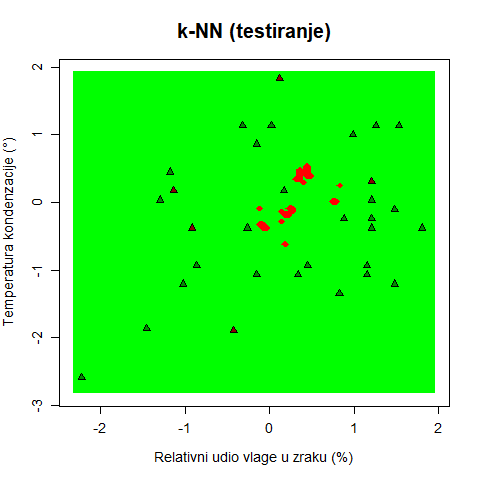 k-NN (testiranje)
2
1
0
-1
-2
-3
Temperatura kondenzacije (°)
-2 -1 0 1 2
Relativni udio vlage u zraku (%)